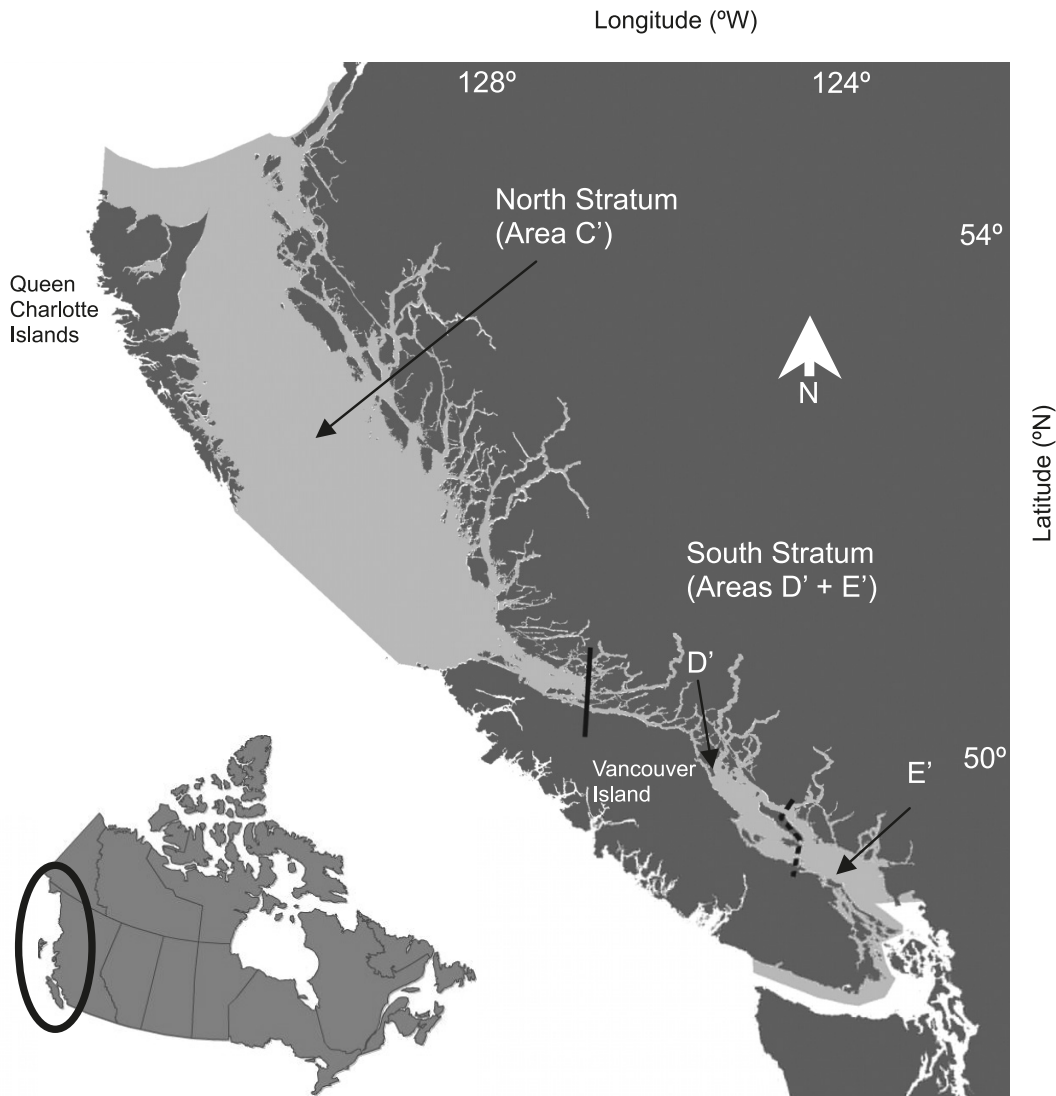 Longitude (ºW)
128º
124º
North Stratum
(Area C’)
54º
Queen
Charlotte
Islands
N
Latitude (ºN)
South Stratum
(Areas D’ + E’)
D’
50º
Vancouver
Island
E’